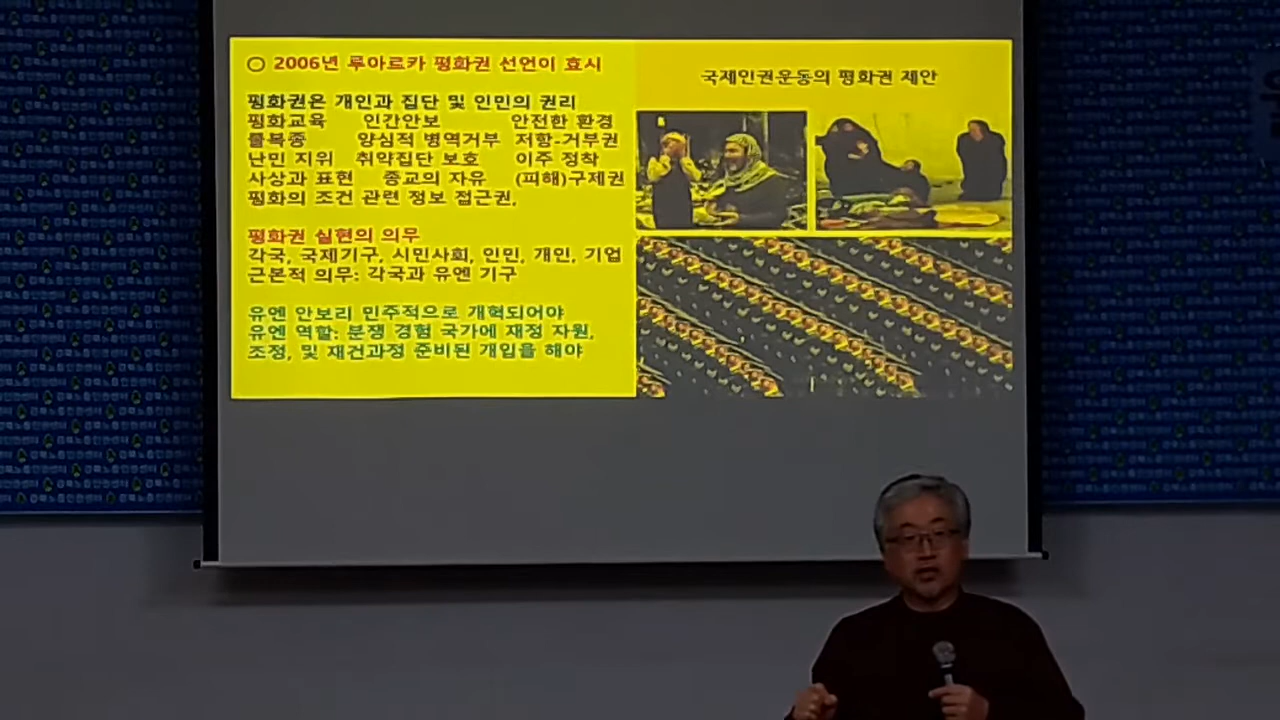 ○ 2006년 루아르카 평화권 선언이 효시
평화권은 개인과 집단 및 인민의 권리
평화교육 인간안보 안전한 환경
불복종 양심적 병역거부 저항-거부권
난민 지위 취약집단 보호 이주 정착
사상과 표현 종교의 자유 (피해)구제권
평화의 조건 관련 정보 접근권,
평화권 실현의 의무
각국, 국제기구, 시민사회, 인민, 개인, 기업
근본적 의무: 각국과 유엔 기구
유엔 안보리 민주적으로 개혁되어야
유엔 역할: 분쟁 경험 국가에 재정 자원,
조정, 및 재건과정 준비된 개입을 해야
국제인권운동의 평화권 제안